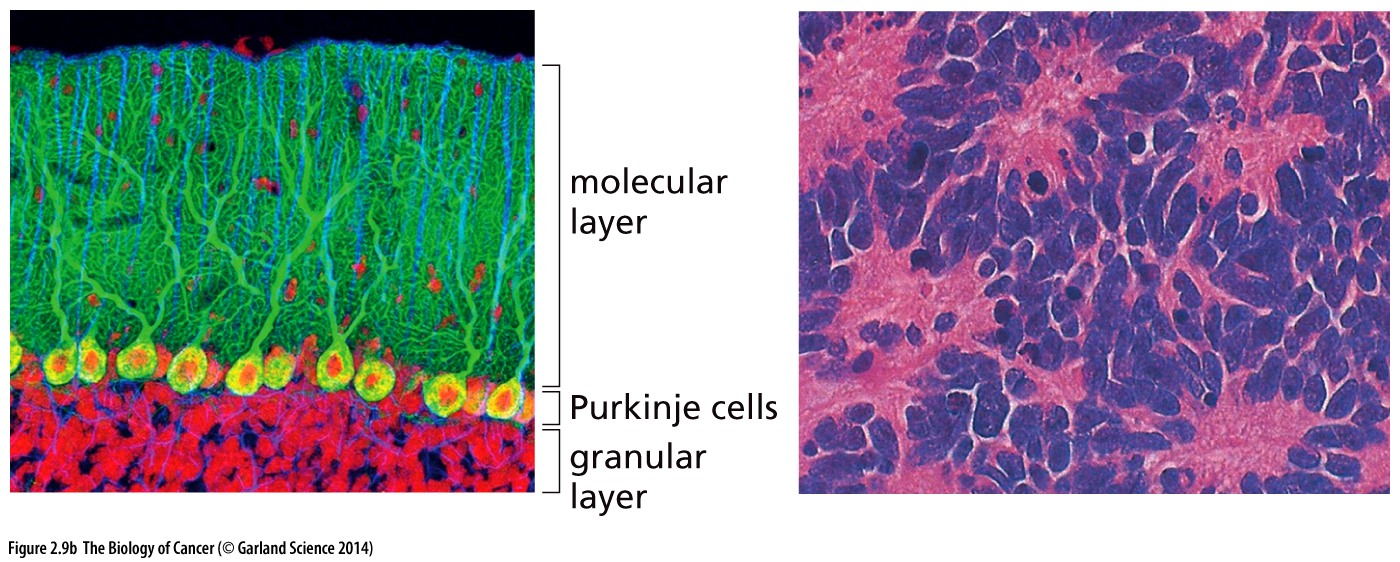 molecular
layer
Purkinje cells
granular
layer
Figure 2.9b The Biology of Cancer (© Garland Science 2014)